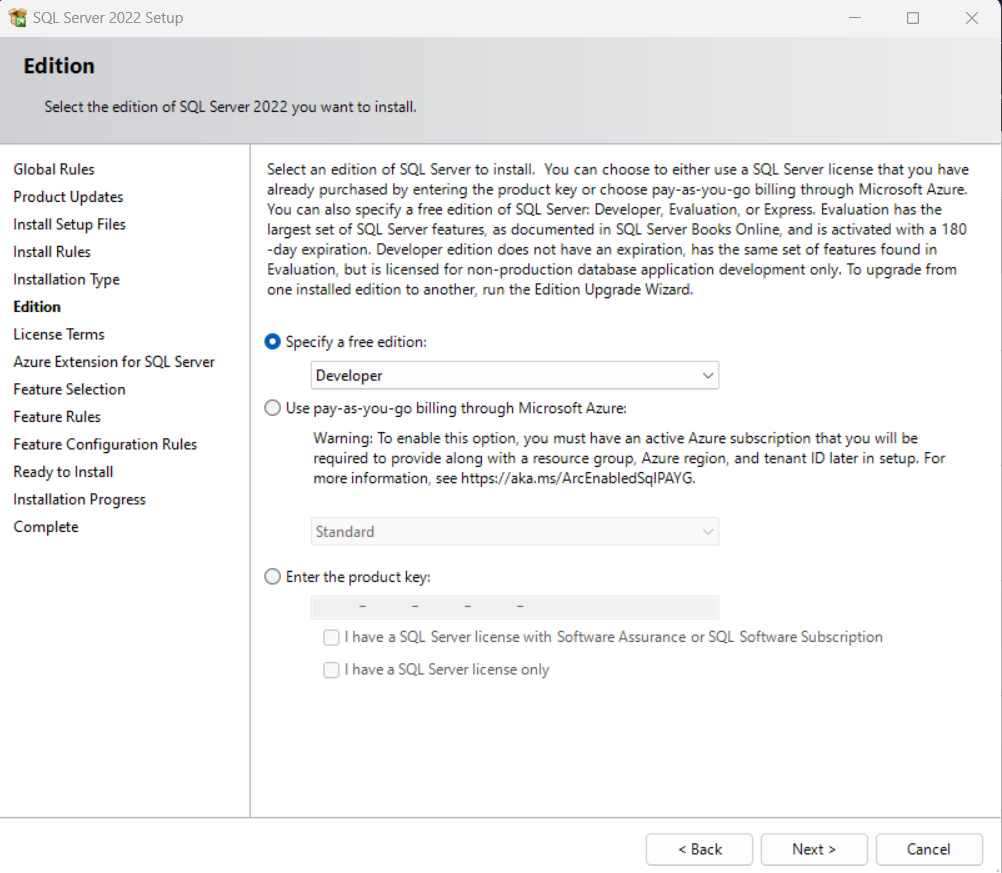 SQL Server 2022 Setup
Edition
Select the edition of SQL Server 2022 you want to install.
Global Rules
Product Updates
Install Setup Files
Install Rules
Installation Type
Edition
License Terms
Azure Extension for SQL Server
Feature Selection
Feature Rules
Feature Configuration Rules
Ready to Install
Installation Progress
Complete
Select an edition of SQL Server to install.  You can choose to either use a SQL Server license that you have
already purchased by entering the product key or choose pay-as-you-go billing through Microsoft Azure.
You can also specify a free edition of SQL Server: Developer, Evaluation, or Express. Evaluation has the
largest set of SQL Server features, as documented in SQL Server Books Online, and is activated with a 180
-day expiration. Developer edition does not have an expiration, has the same set of features found in
Evaluation, but is licensed for non-production database application development only. To upgrade from
one installed edition to another, run the Edition Upgrade Wizard.
Specify a free edition:
Developer
Use pay-as-you-go billing through Microsoft Azure:
Warning: To enable this option, you must have an active Azure subscription that you will be
required to provide along with a resource group, Azure region, and tenant ID later in setup. For
more information, see https://aka.ms/ArcEnabledSqlPAYG.
Standard
Enter the product key:
- - - -
I have a SQL Server license with Software Assurance or SQL Software Subscription
I have a SQL Server license only
< Back Next > Cancel